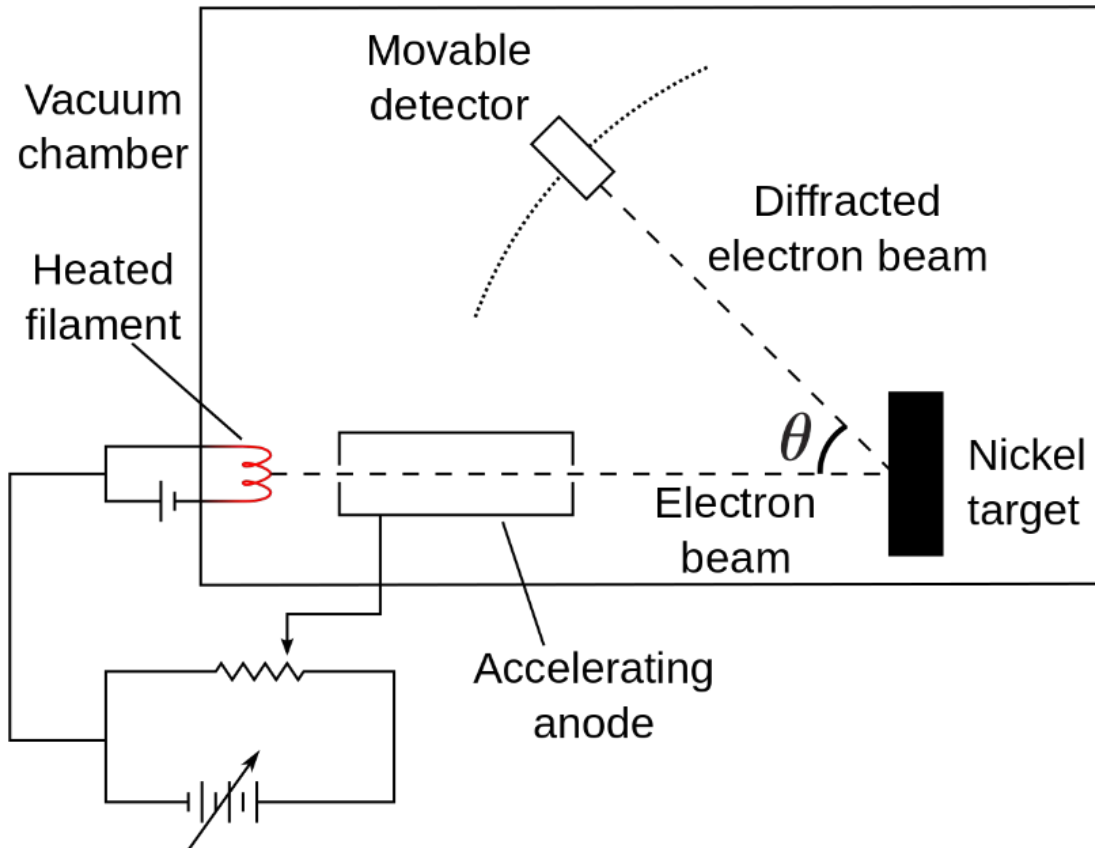 Movable
detector
Vacuum
chamber
Diffracted
electron beam
Heated
filament
θ
Nickel
target
Electron
beam
Accelerating
anode